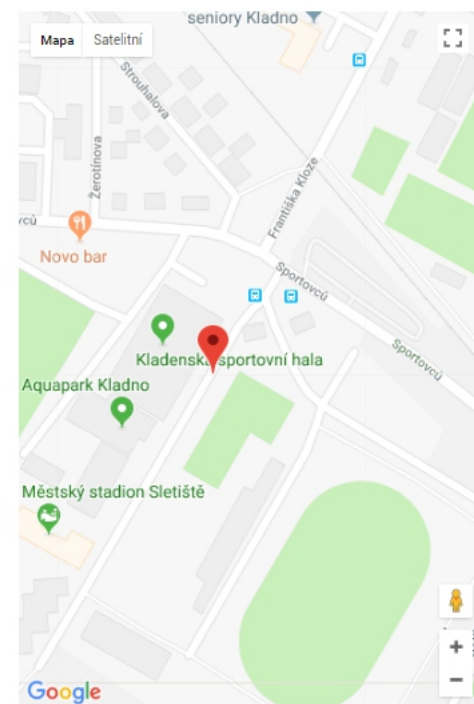 seniory Kladno
Mapa
Satelitní
Strouhalova
Žerotínova
Františka Kloze
vců
Novo bar
Sportovců
Sportovců
Kladenská sportovní hala
Aquapark Kladno
Městský stadion Sletiště
+
−
Google